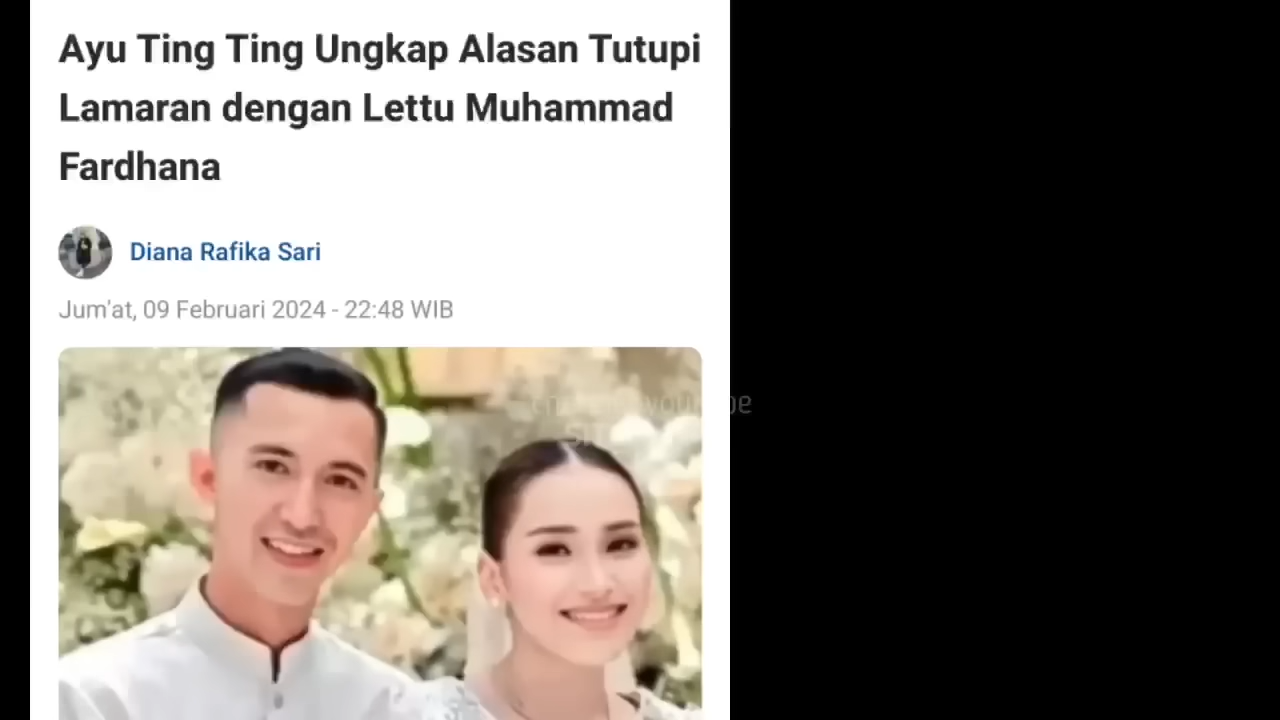 Ayu Ting Ting Ungkap Alasan Tutupi
Lamaran dengan Lettu Muhammad
Fardhana
Diana Rafika Sari
Jum'at, 09 Februari 2024 - 22:48 WIB